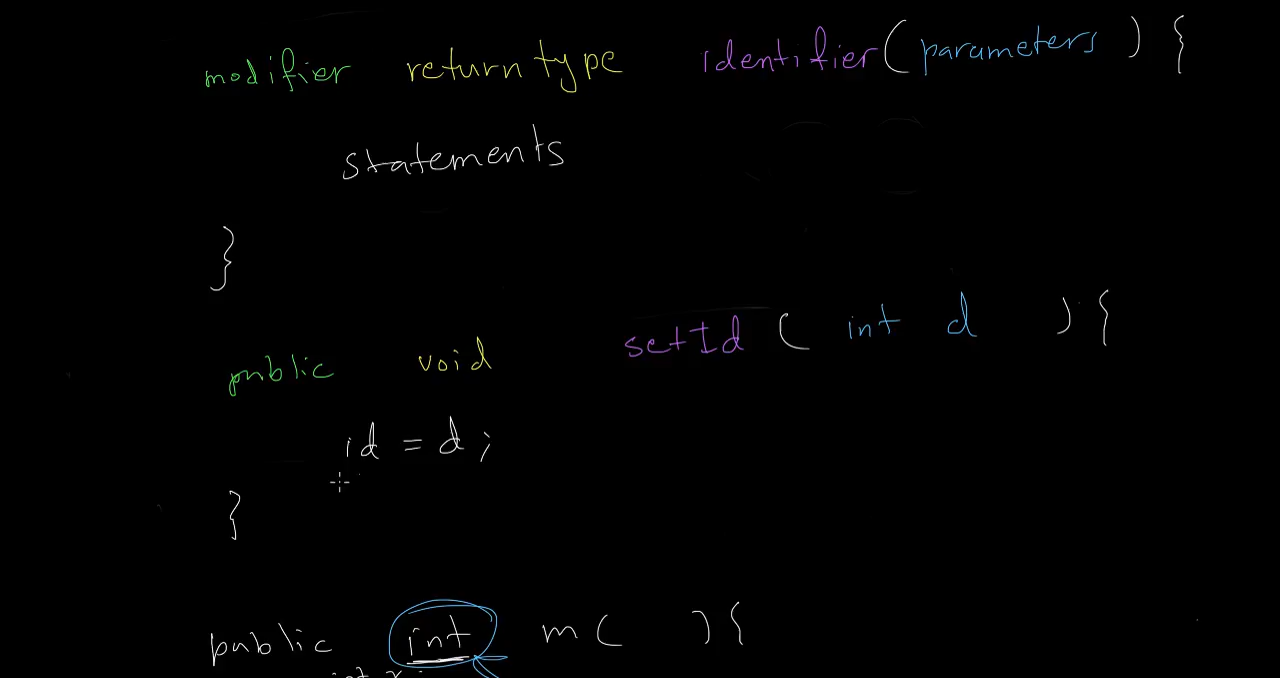 modifier returntype identifier(parameters) {
statements
}
public void setId ( int d ) {
id = d ;
}
public int m ( ) {